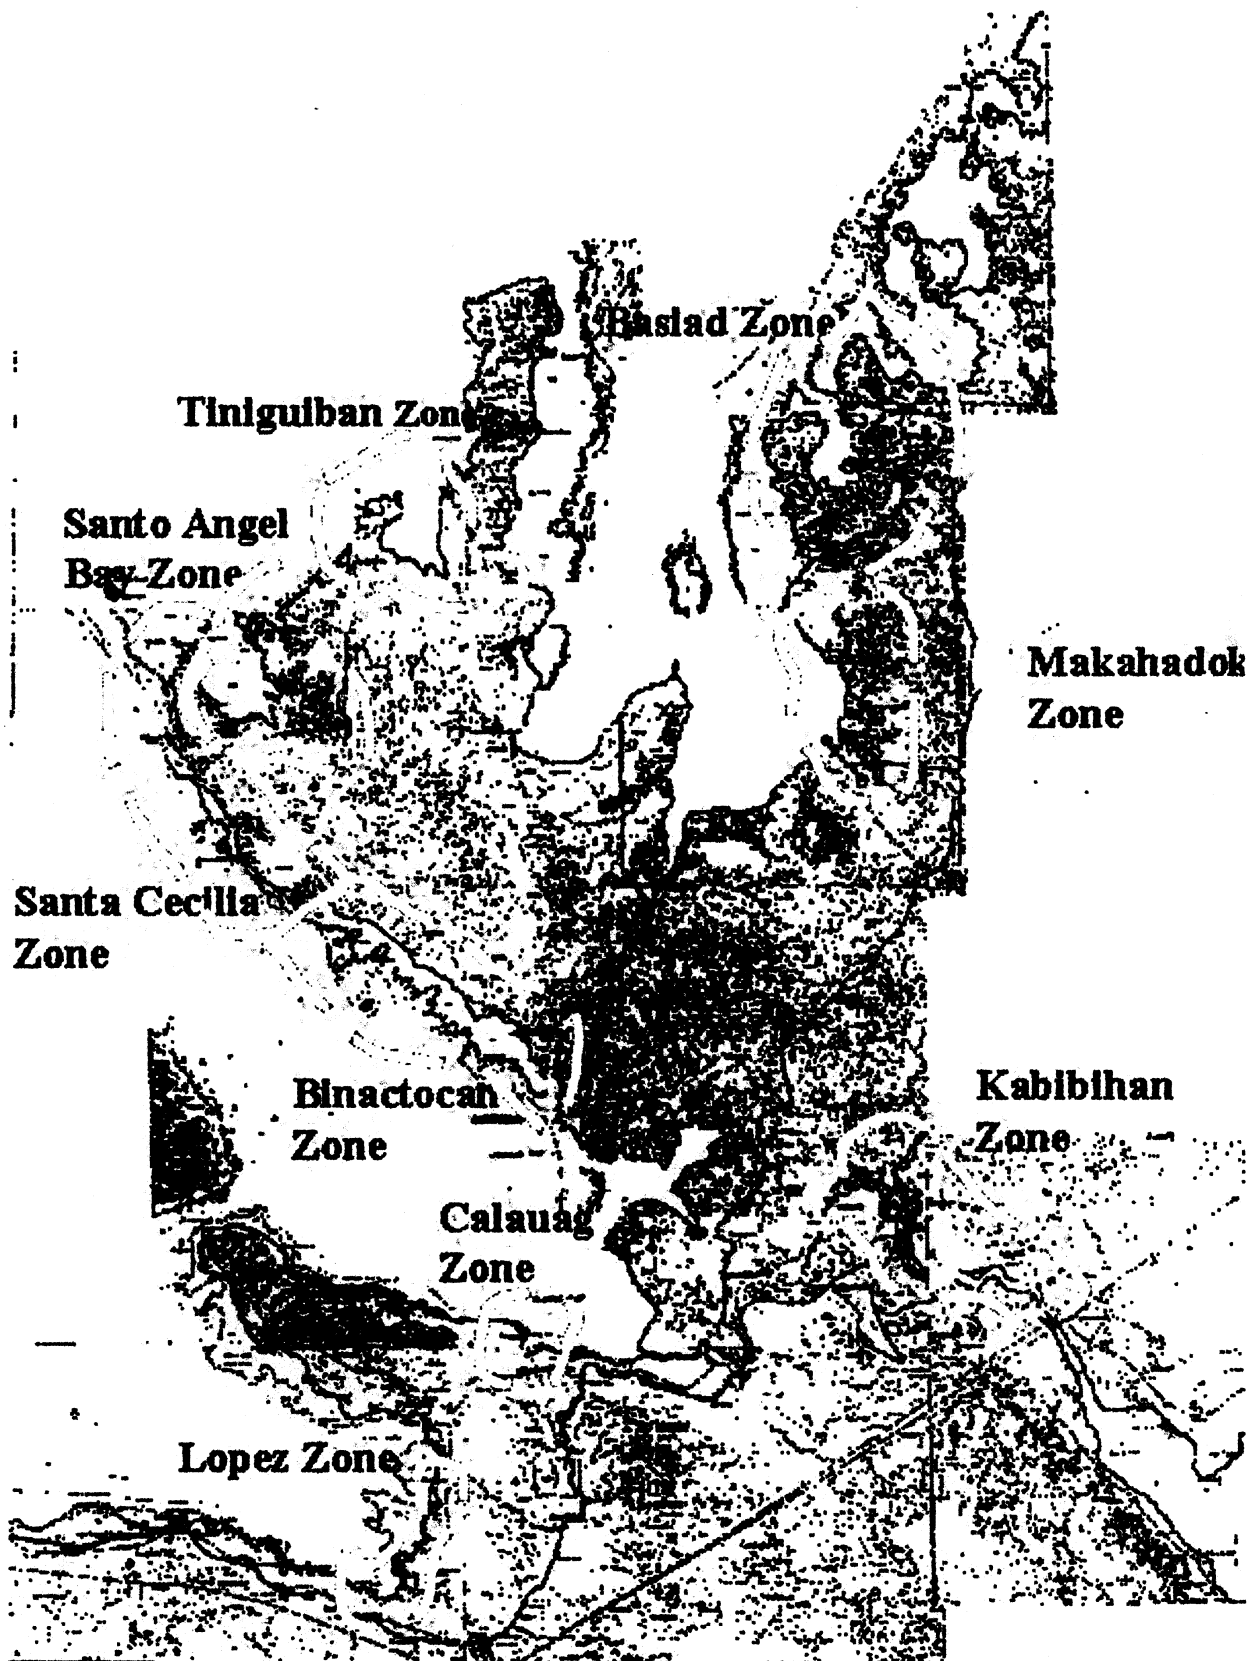 Baslad Zone
Tiniguiban Zone
Santo Angel
Bay Zone
Makahadok
Zone
Santa Cecilia
Zone
Binactocan
Zone
Kabibihan
Zone
Calauag
Zone
Lopez Zone